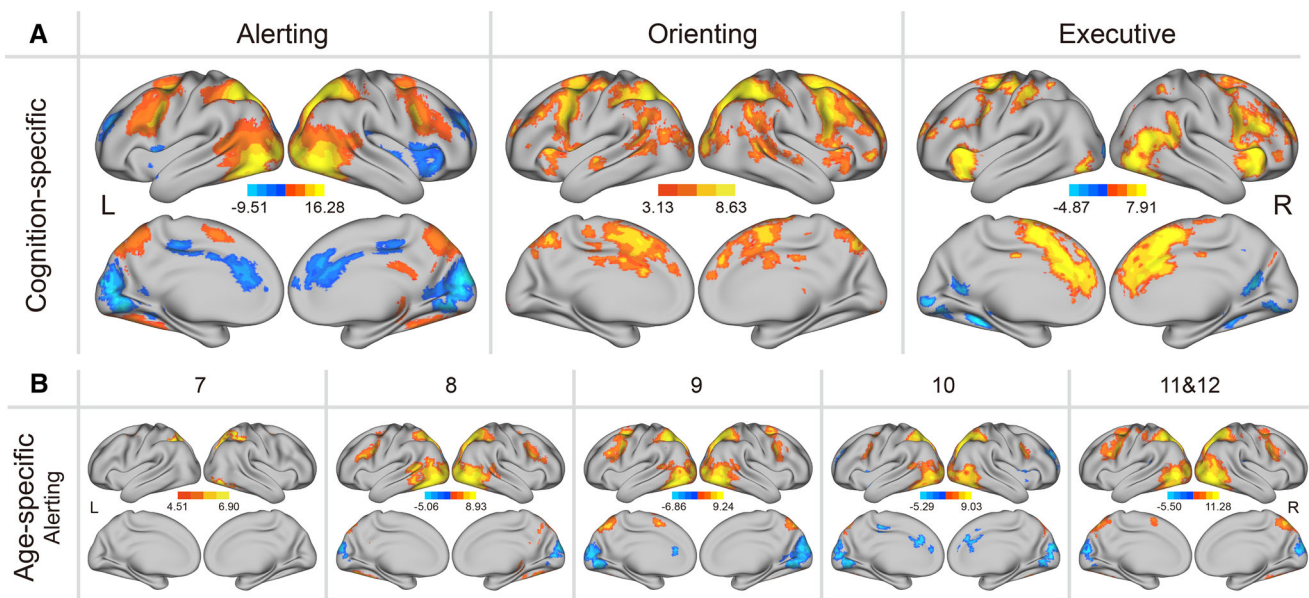 A Alerting Orienting Executive
Cognition-specific
L R
-9.51 16.28 3.13 8.63 -4.87 7.91
B 7 8 9 10 11&12
Age-specific
Alerting
L R
4.51 6.90 -5.06 8.93 -6.86 9.24 -5.29 9.03 -5.50 11.28